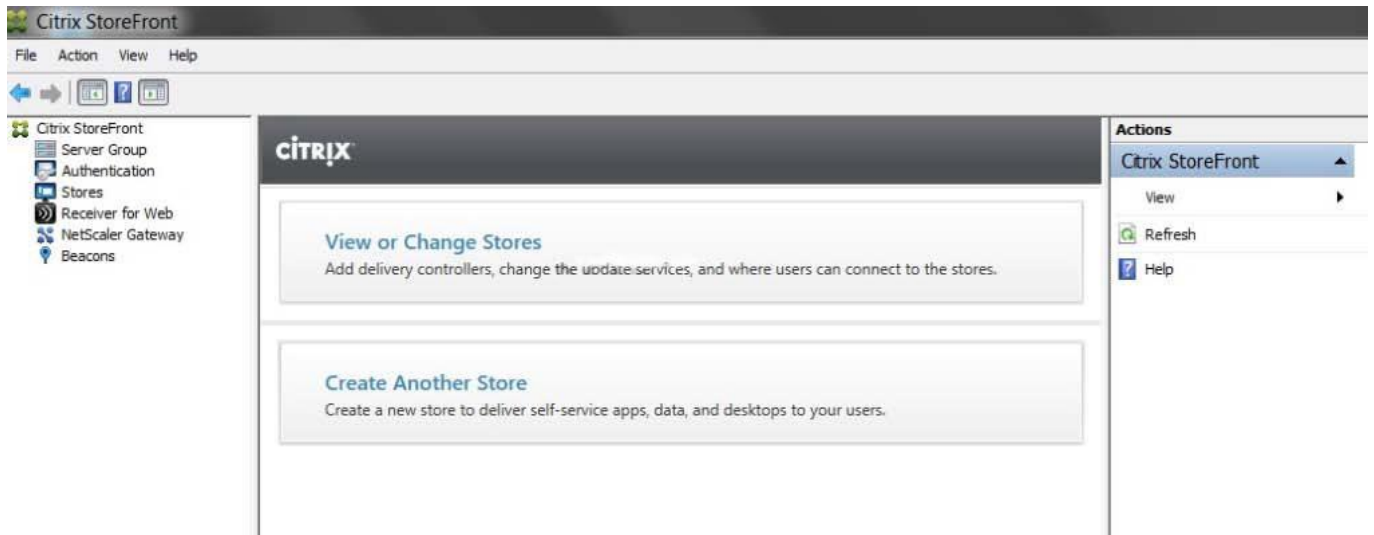 Citrix StoreFront
File Action View Help
Citrix StoreFront
Server Group
Authentication
Stores
Receiver for Web
NetScaler Gateway
Beacons
CITRIX
View or Change Stores
Add delivery controllers, change the update services, and where users can connect to the stores.
Create Another Store
Create a new store to deliver self-service apps, data, and desktops to your users.
Actions
Citrix StoreFront
View
Refresh
Help